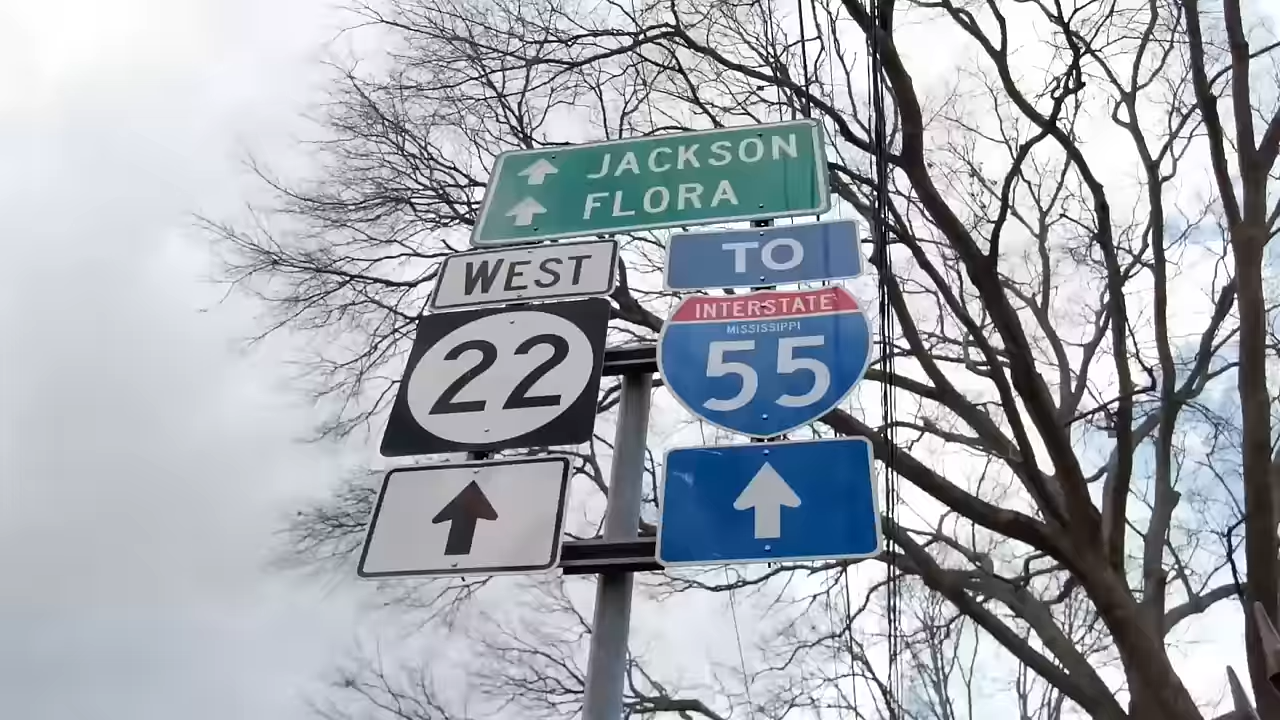 JACKSON
FLORA
WEST
TO
22
INTERSTATE
MISSISSIPPI
55